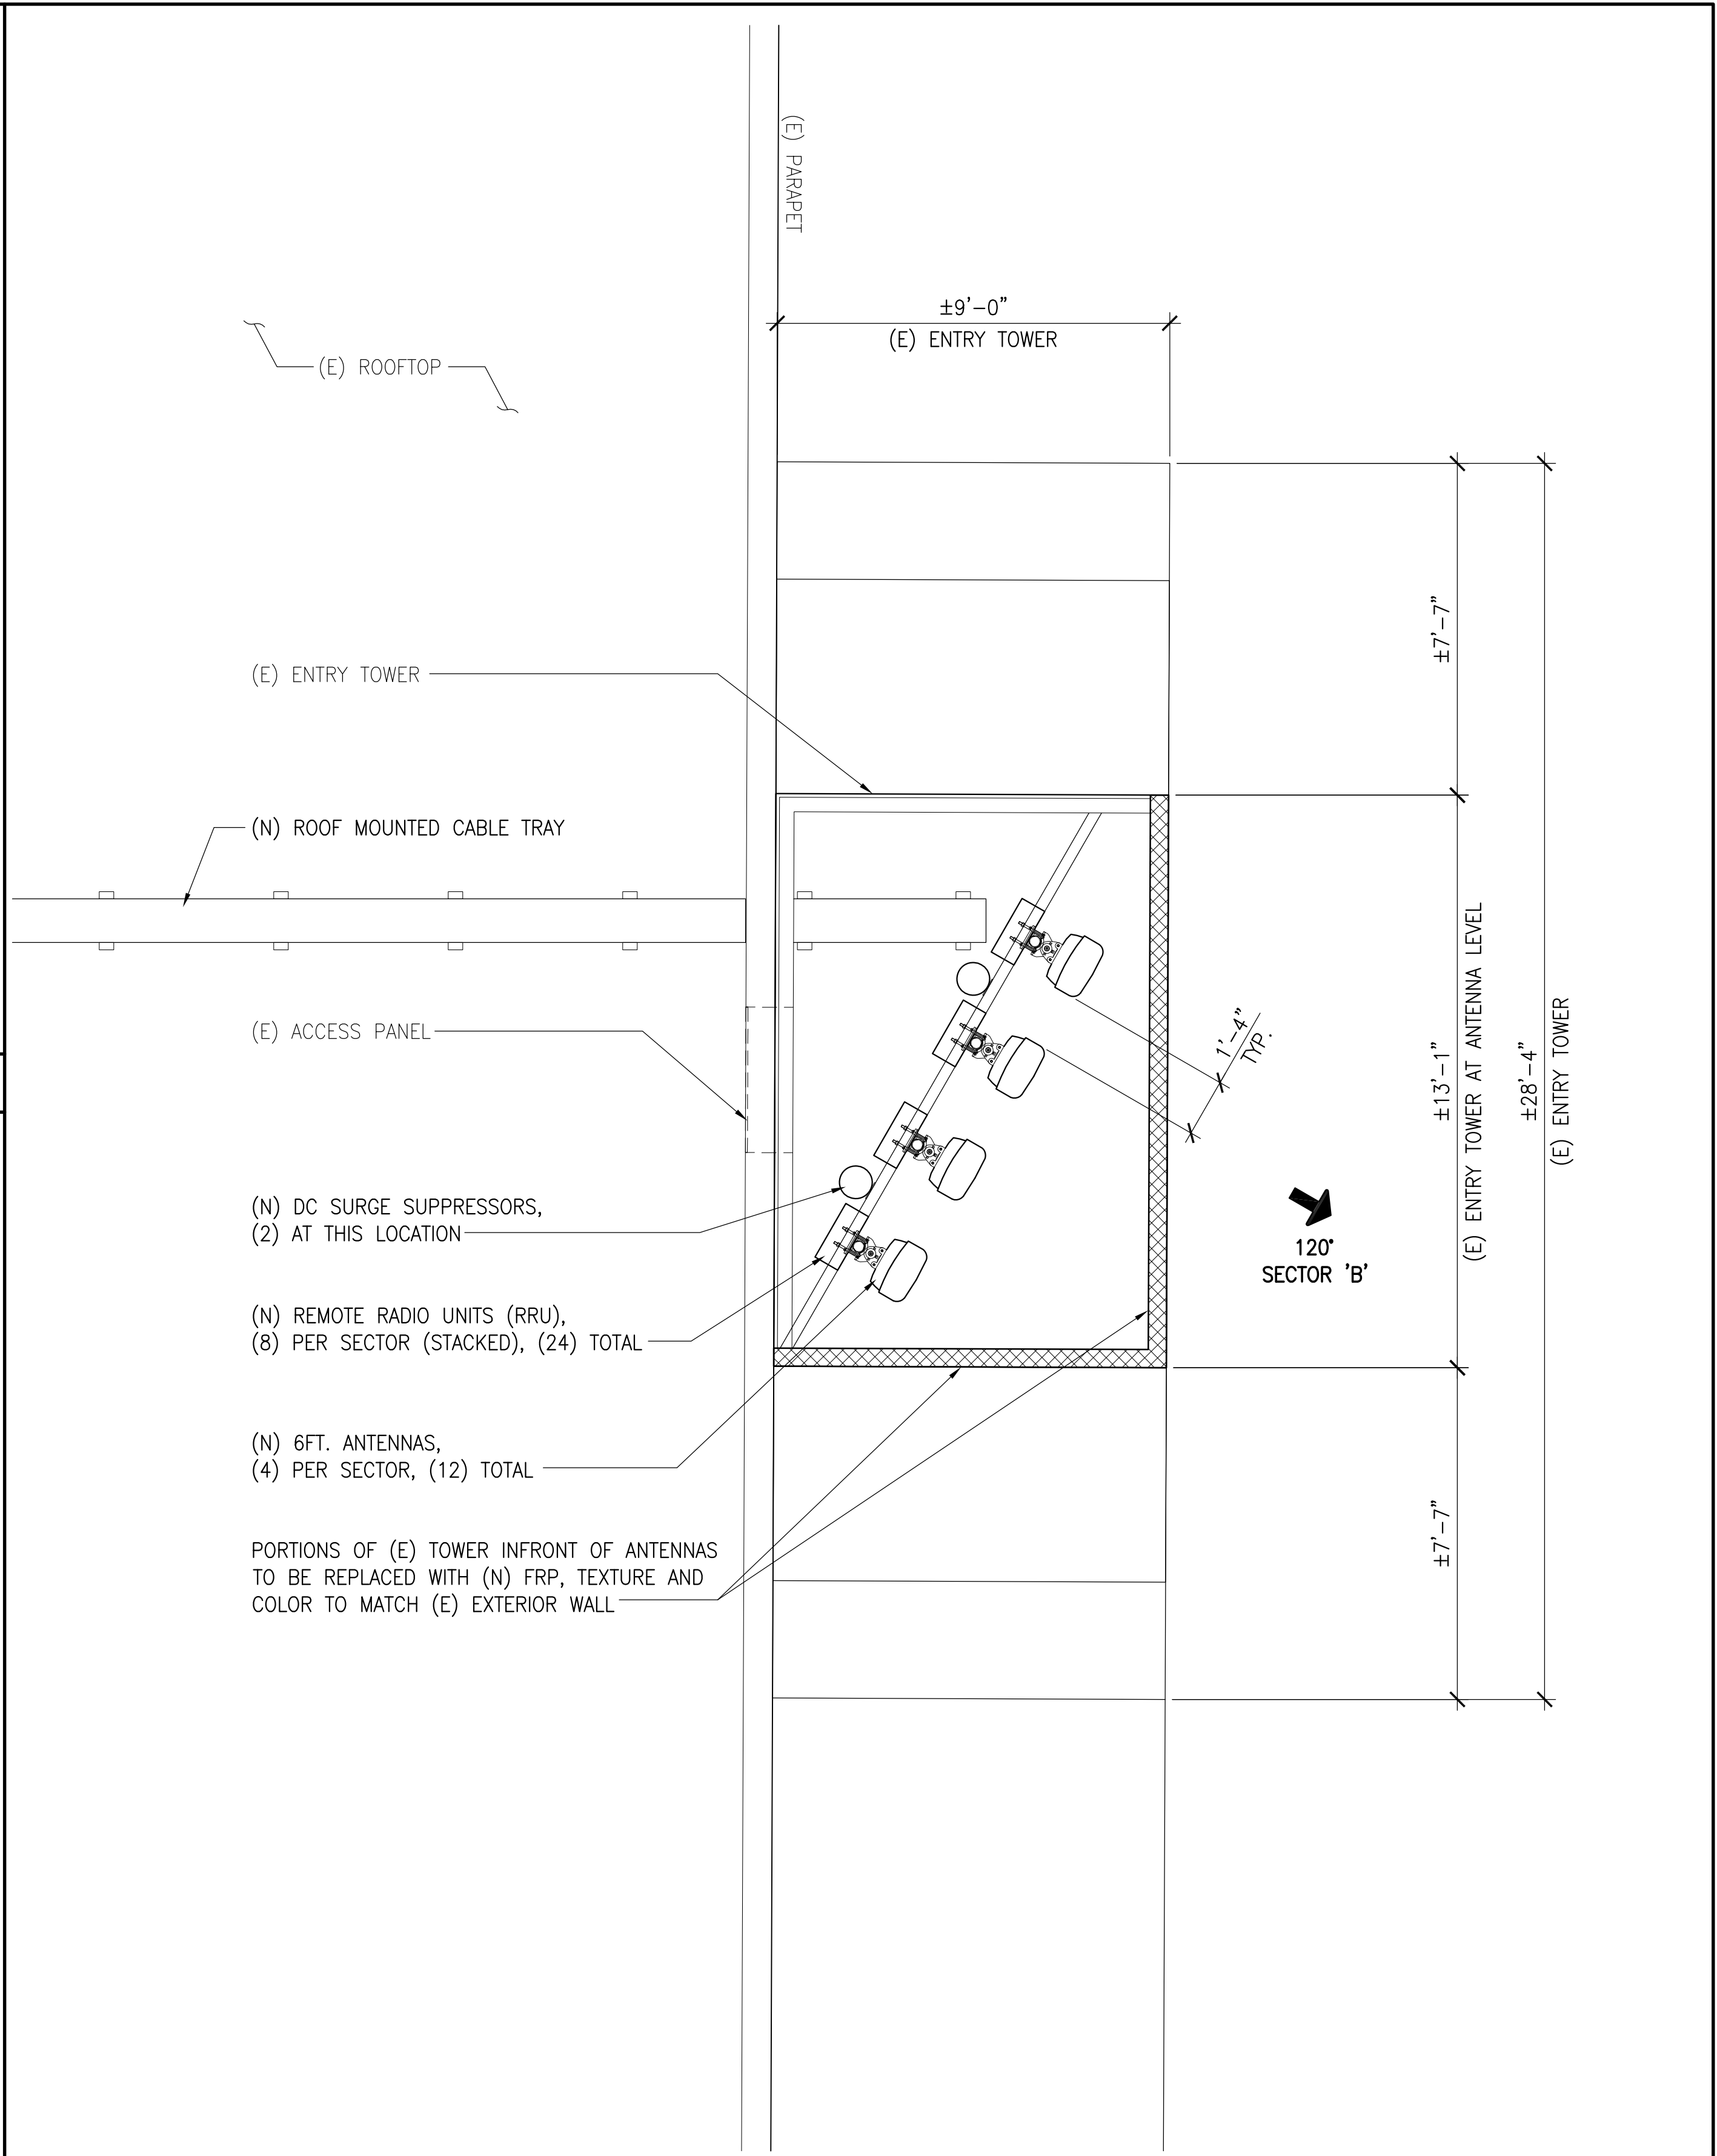 (E) PARAPET
±9'-0"
(E) ENTRY TOWER
(E) ROOFTOP
±7'-7"
(E) ENTRY TOWER
(N) ROOF MOUNTED CABLE TRAY
(E) ACCESS PANEL
1'-4"
TYP.
±13'-1"
(E) ENTRY TOWER AT ANTENNA LEVEL
±28'-4"
(E) ENTRY TOWER
(N) DC SURGE SUPPRESSORS,
(2) AT THIS LOCATION
120°
SECTOR 'B'
(N) REMOTE RADIO UNITS (RRU),
(8) PER SECTOR (STACKED), (24) TOTAL
(N) 6FT. ANTENNAS,
(4) PER SECTOR, (12) TOTAL
±7'-7"
PORTIONS OF (E) TOWER INFRONT OF ANTENNAS
TO BE REPLACED WITH (N) FRP, TEXTURE AND
COLOR TO MATCH (E) EXTERIOR WALL